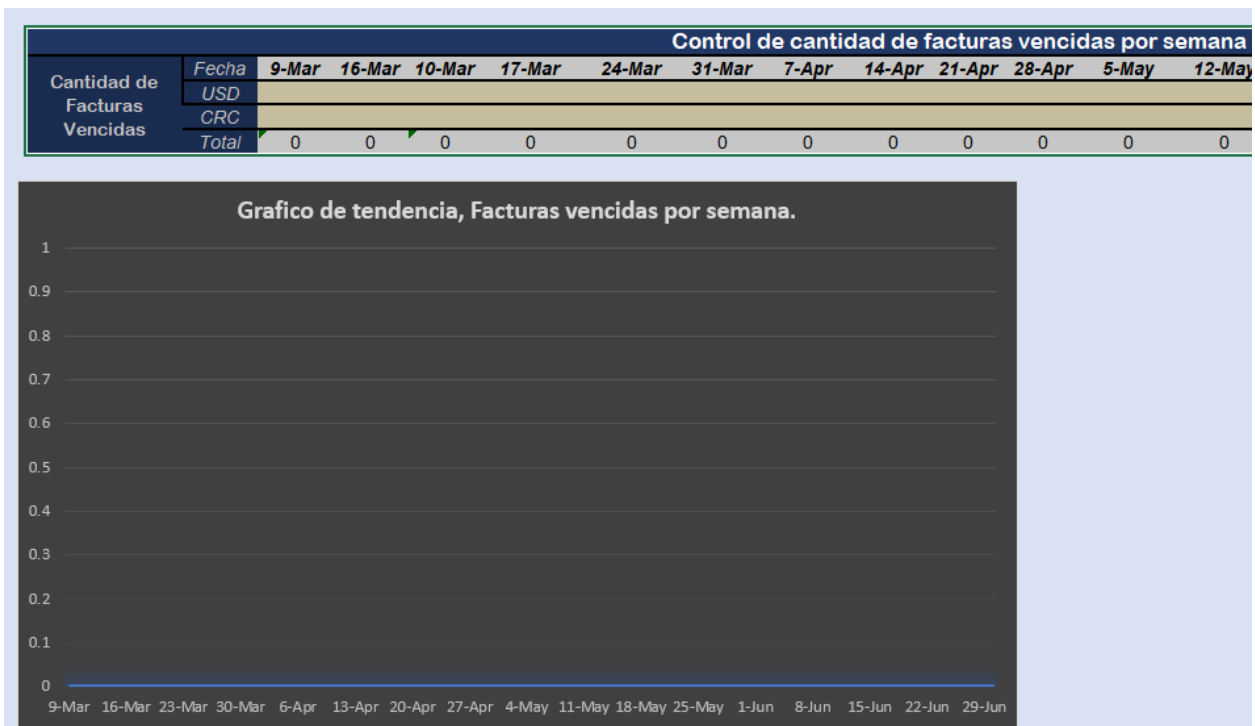 Control de cantidad de facturas vencidas por semana
Cantidad de Facturas Vencidas
Fecha 9-Mar 16-Mar 10-Mar 17-Mar 24-Mar 31-Mar 7-Apr 14-Apr 21-Apr 28-Apr 5-May 12-May
USD
CRC
Total 0 0 0 0 0 0 0 0 0 0 0 0
Grafico de tendencia, Facturas vencidas por semana.
1
0.9
0.8
0.7
0.6
0.5
0.4
0.3
0.2
0.1
0
9-Mar 16-Mar 23-Mar 30-Mar 6-Apr 13-Apr 20-Apr 27-Apr 4-May 11-May 18-May 25-May 1-Jun 8-Jun 15-Jun 22-Jun 29-Jun